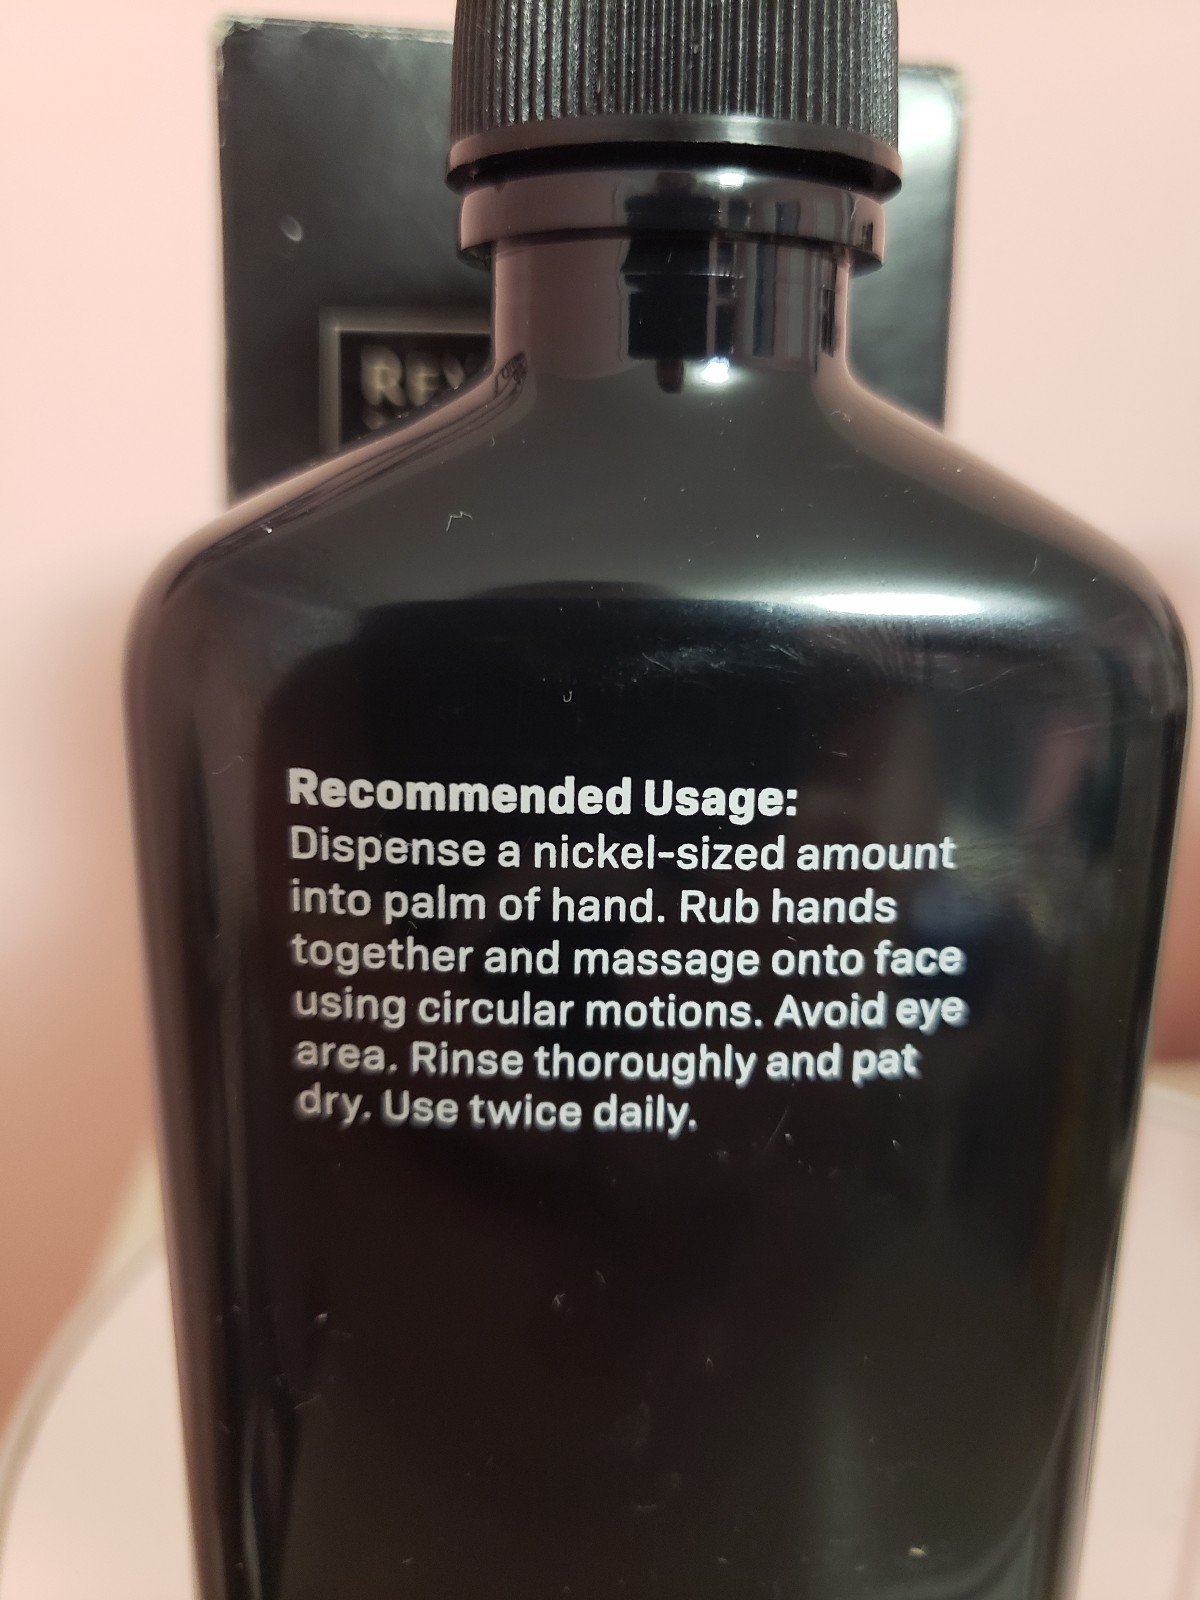 Recommended Usage:
Dispense a nickel-sized amount
into palm of hand. Rub hands
together and massage onto face
using circular motions. Avoid eye
area. Rinse thoroughly and pat
dry. Use twice daily.